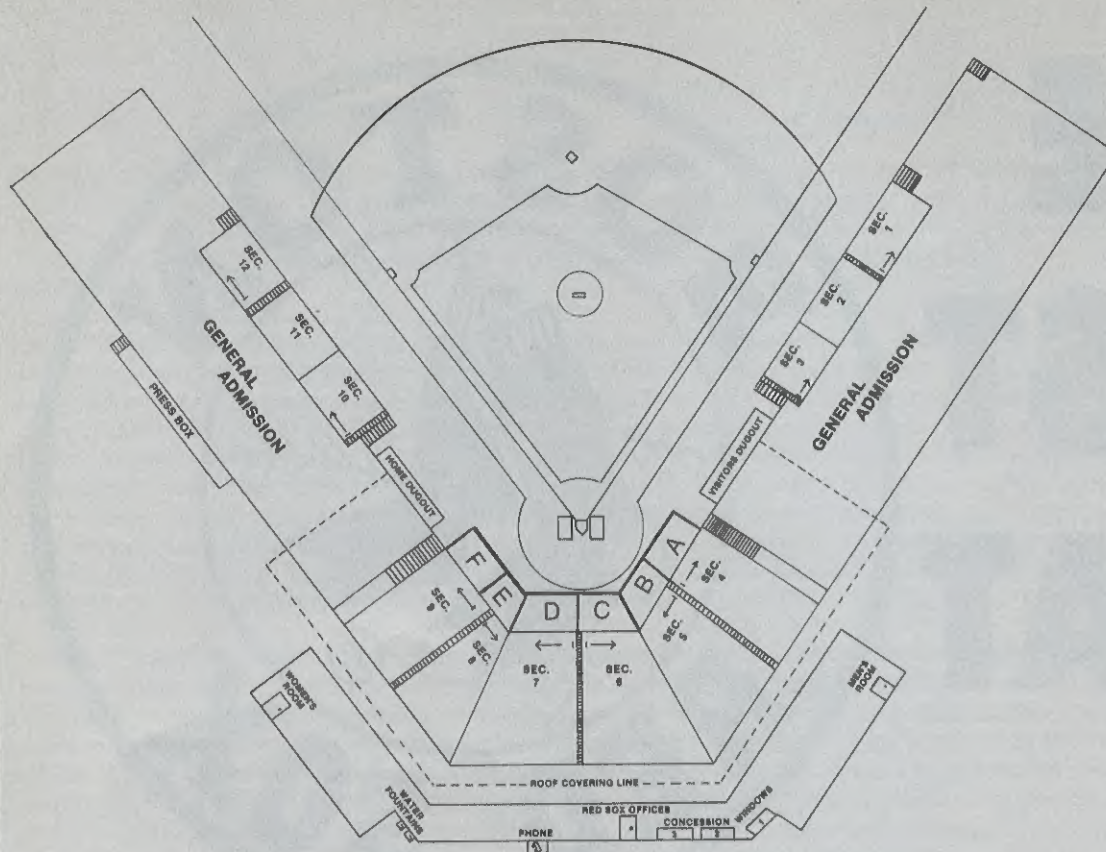 SEC.
12
SEC.
11
SEC.
10
GENERAL
ADMISSION
PRESS BOX
HOME DUGOUT
SEC.
1
SEC.
2
SEC.
3
GENERAL
ADMISSION
VISITORS DUGOUT
F
E
D
C
B
A
SEC.
9
SEC.
8
SEC.
7
SEC.
6
SEC.
5
SEC.
4
WOMEN'S
ROOM
MEN'S
ROOM
ROOF COVERING LINE
WATER
FOUNTAINS
PHONE
RED BOX OFFICES
CONCESSION
WINDOWS
3
2
1